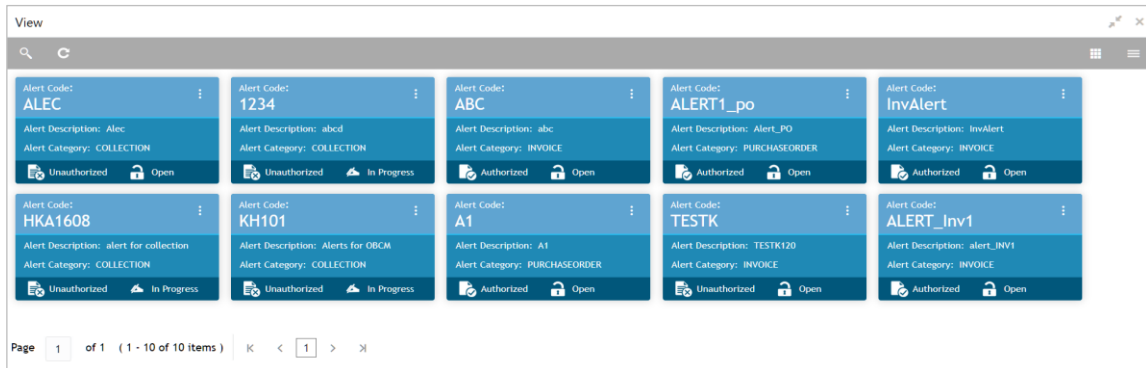 View
Alert Code:
ALEC
Alert Description: Alec
Alert Category: COLLECTION
Unauthorized Open
Alert Code:
1234
Alert Description: abcd
Alert Category: COLLECTION
Unauthorized In Progress
Alert Code:
ABC
Alert Description: abc
Alert Category: INVOICE
Authorized Open
Alert Code:
ALERT1_po
Alert Description: Alert_PO
Alert Category: PURCHASEORDER
Authorized Open
Alert Code:
InvAlert
Alert Description: InvAlert
Alert Category: INVOICE
Authorized Open
Alert Code:
HKA1608
Alert Description: alert for collection
Alert Category: COLLECTION
Unauthorized In Progress
Alert Code:
KH101
Alert Description: Alerts for OBCM
Alert Category: COLLECTION
Unauthorized In Progress
Alert Code:
A1
Alert Description: A1
Alert Category: PURCHASEORDER
Authorized Open
Alert Code:
TESTK
Alert Description: TESTK120
Alert Category: INVOICE
Unauthorized Open
Alert Code:
ALERT_Inv1
Alert Description: alert_INV1
Alert Category: INVOICE
Authorized Open
Page 1 of 1 ( 1 - 10 of 10 items ) 1